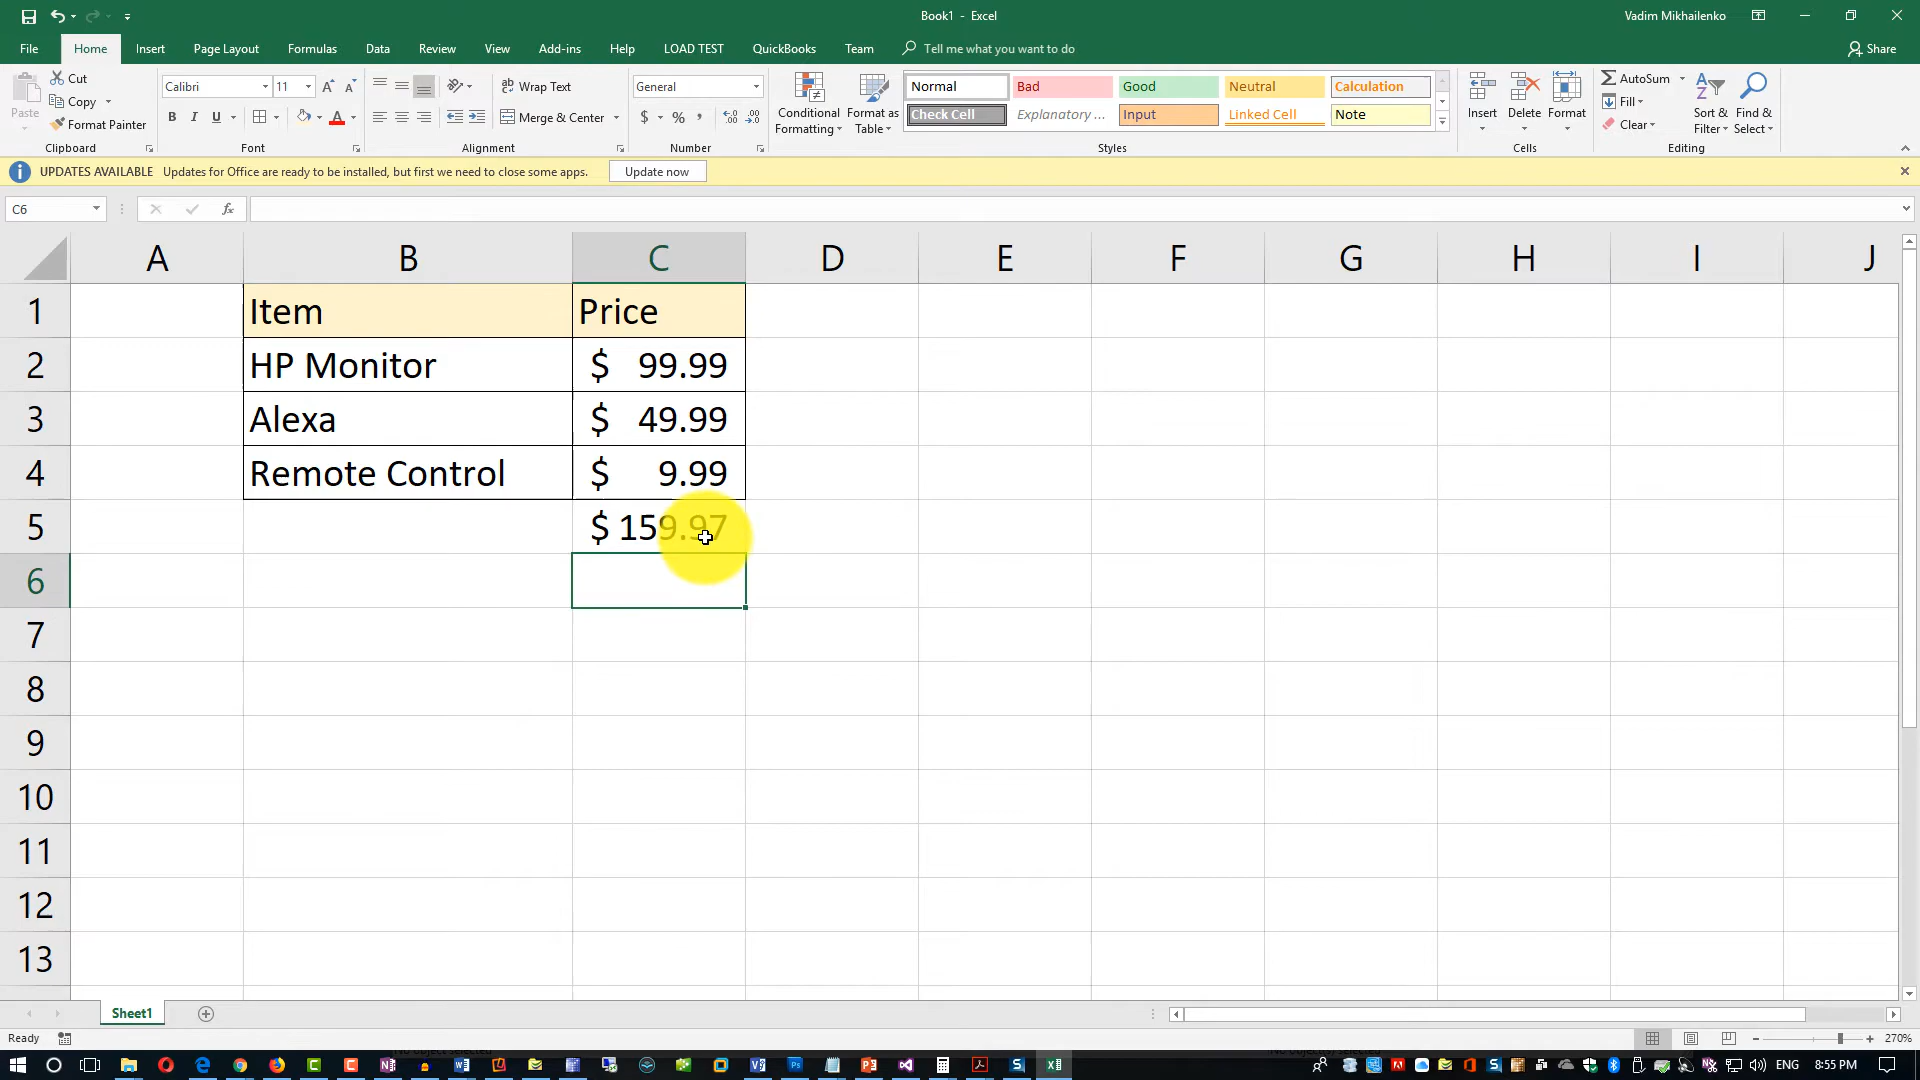 Book1 - Excel
Vadim Mikhailenko
File Home Insert Page Layout Formulas Data Review View Add-ins Help LOAD TEST QuickBooks Team Tell me what you want to do Share
Paste
Cut
Copy
Format Painter
Clipboard
Calibri 11
B I U A
Font
Wrap Text
Merge & Center
Alignment
General
$ % ,
Number
Conditional Formatting
Format as Table
Normal Bad Good Neutral Calculation
Check Cell Explanatory ... Input Linked Cell Note
Styles
Insert Delete Format
Cells
AutoSum
Fill
Clear
Sort & Filter
Find & Select
Editing
UPDATES AVAILABLE Updates for Office are ready to be installed, but first we need to close some apps. Update now
C6 fx
A B C D E F G H I J
1 Item Price
2 HP Monitor $ 99.99
3 Alexa $ 49.99
4 Remote Control $ 9.99
5 $ 159.97
6
7
8
9
10
11
12
13
Sheet1
Ready 270%
ENG 8:55 PM